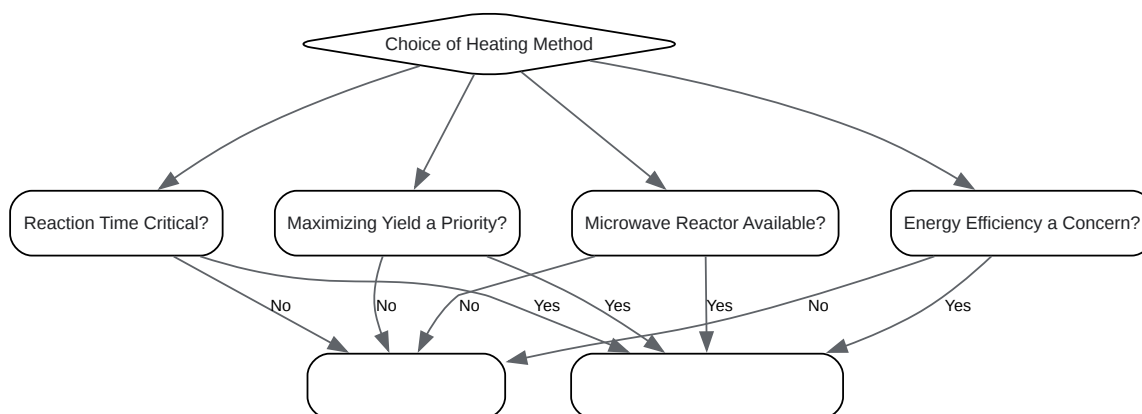 Choice of Heating Method
Reaction Time Critical?
Maximizing Yield a Priority?
Microwave Reactor Available?
Energy Efficiency a Concern?
No
No
No
Yes
Yes
Yes
No
Yes